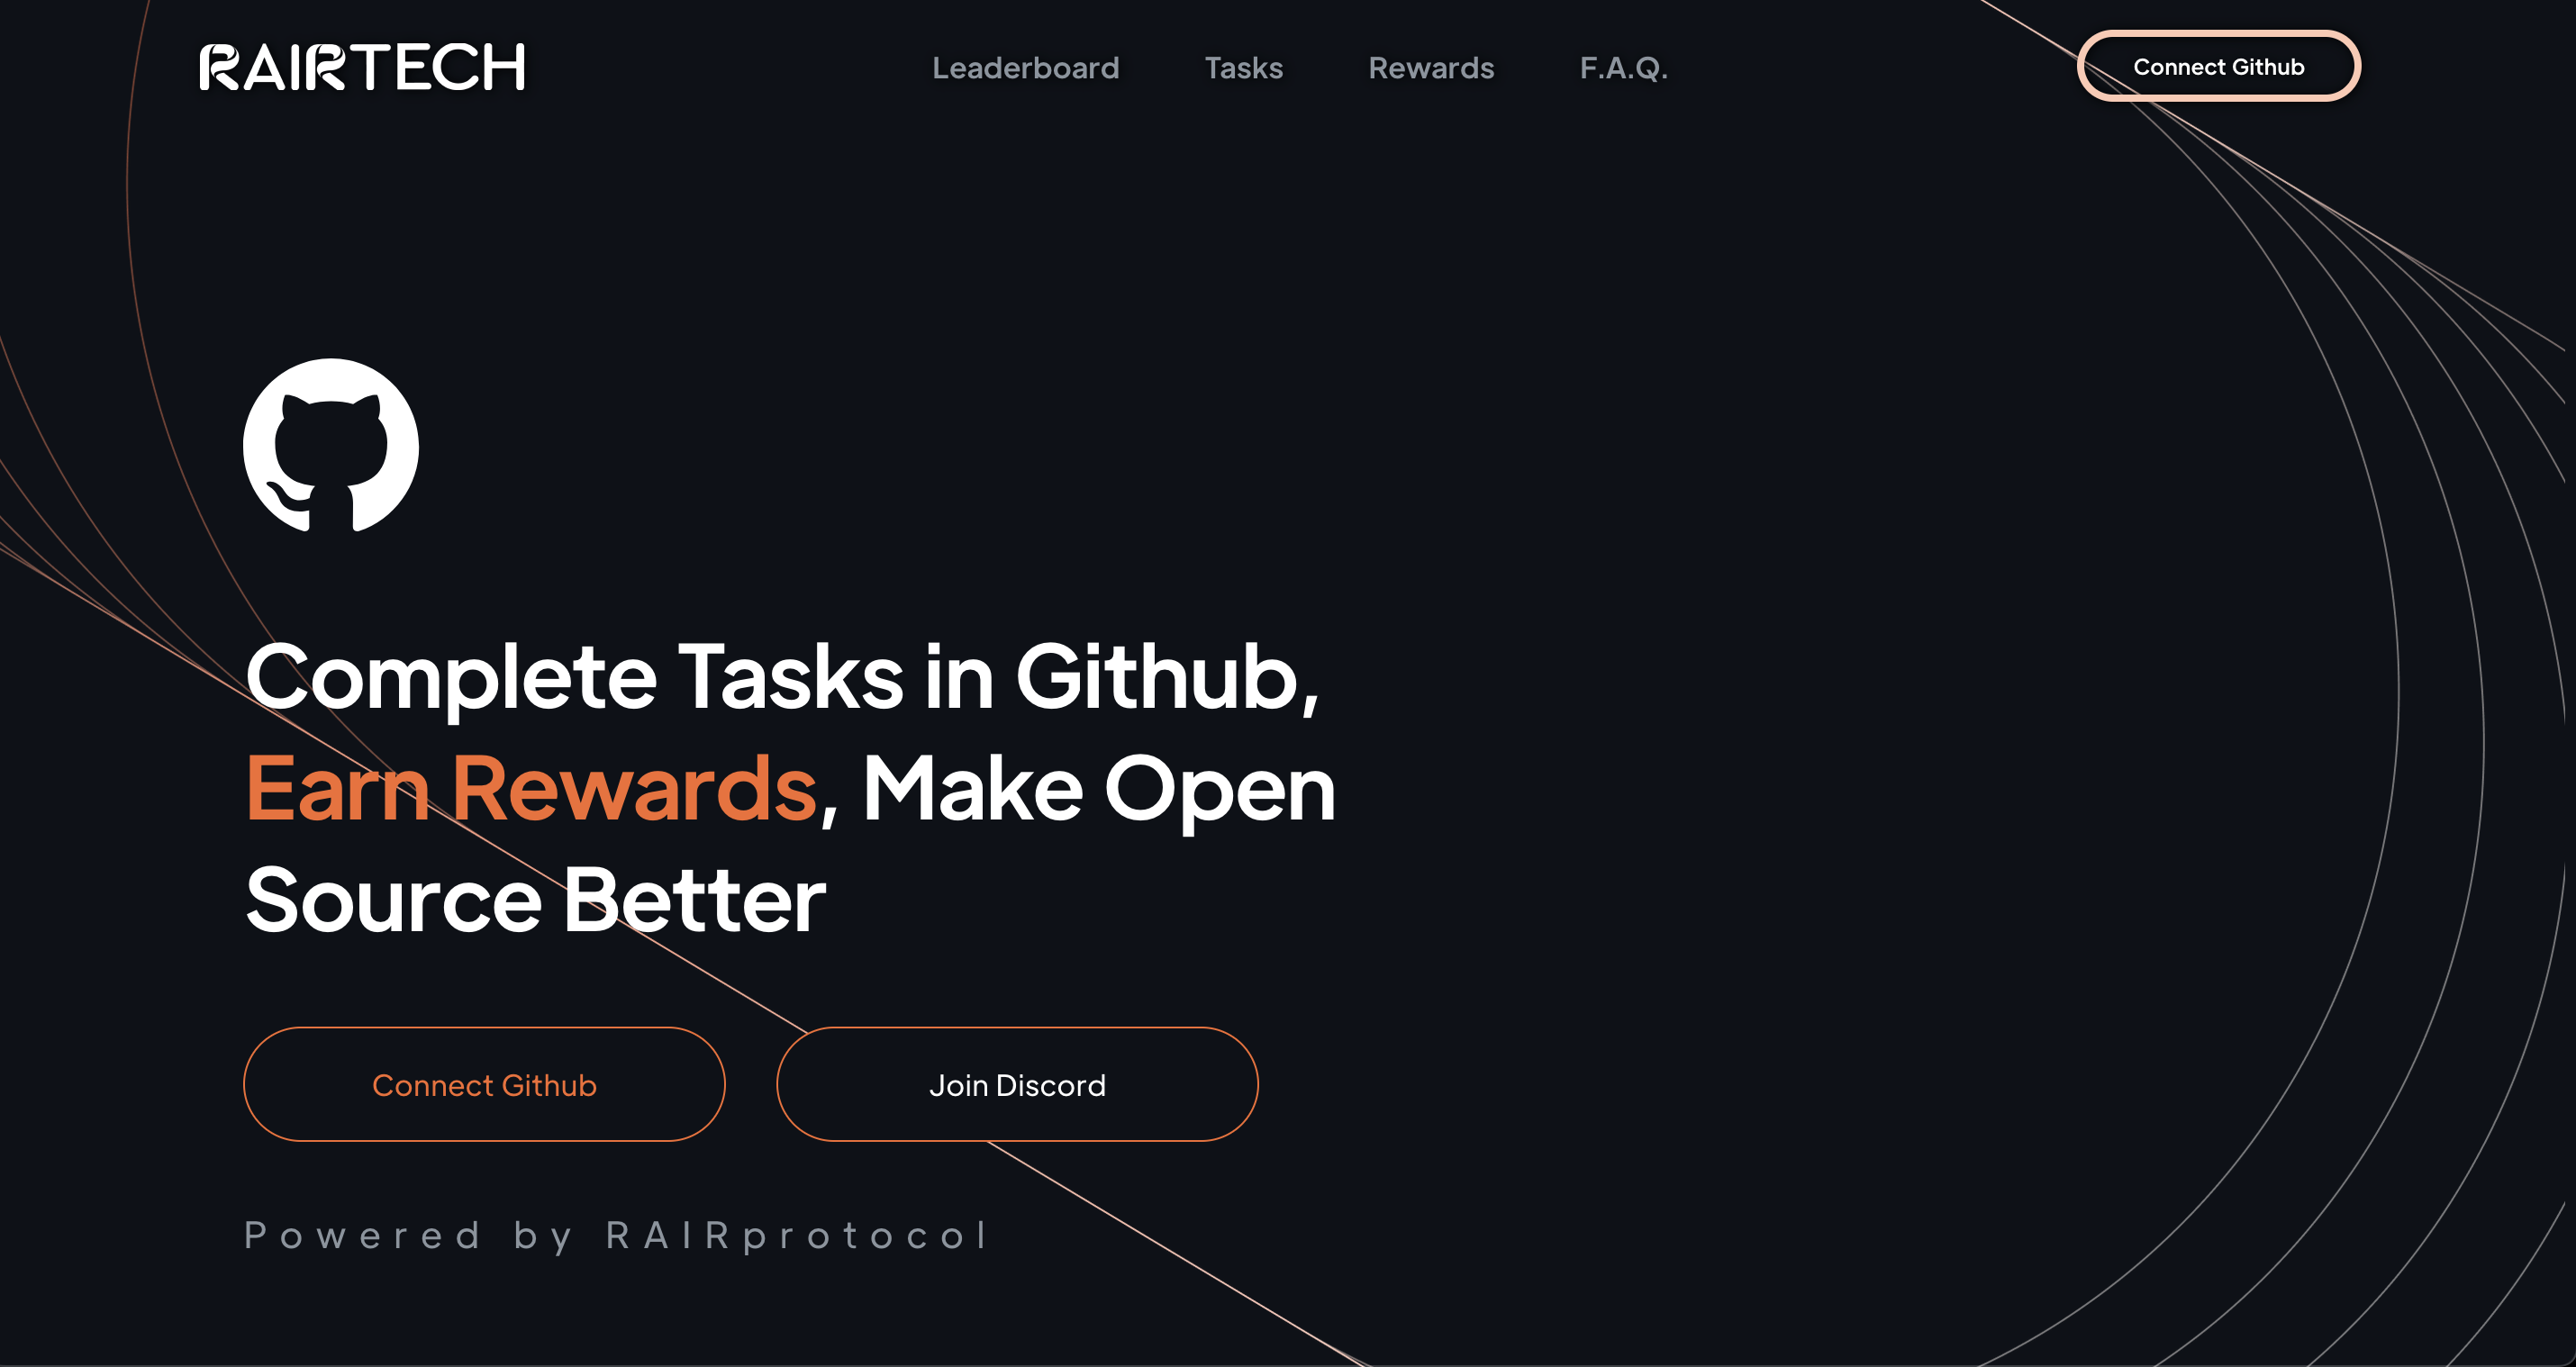 RAIRTECH
Leaderboard
Tasks
Rewards
F.A.Q.
Connect Github
Complete Tasks in Github,
Earn Rewards, Make Open
Source Better
Connect Github
Join Discord
Powered by RAIRprotocol